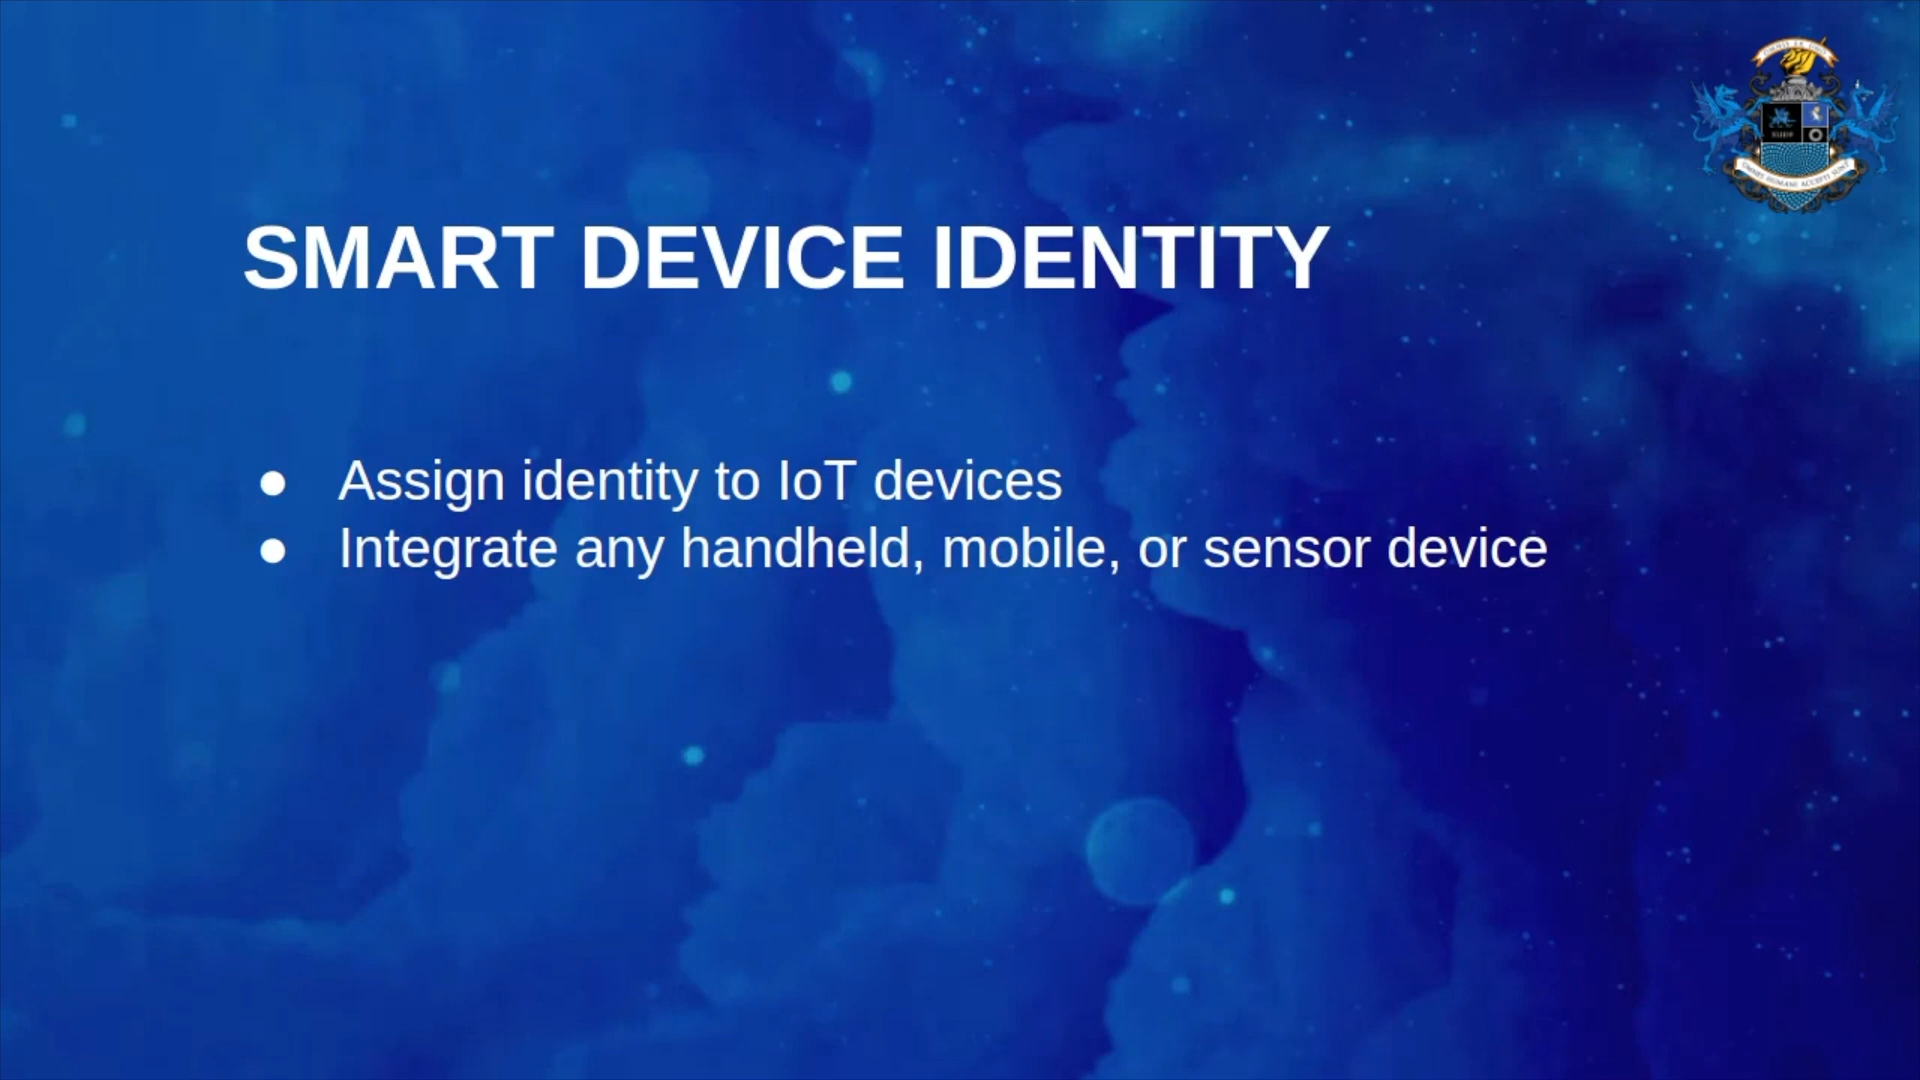 SMART DEVICE IDENTITY
● Assign identity to IoT devices
● Integrate any handheld, mobile, or sensor device